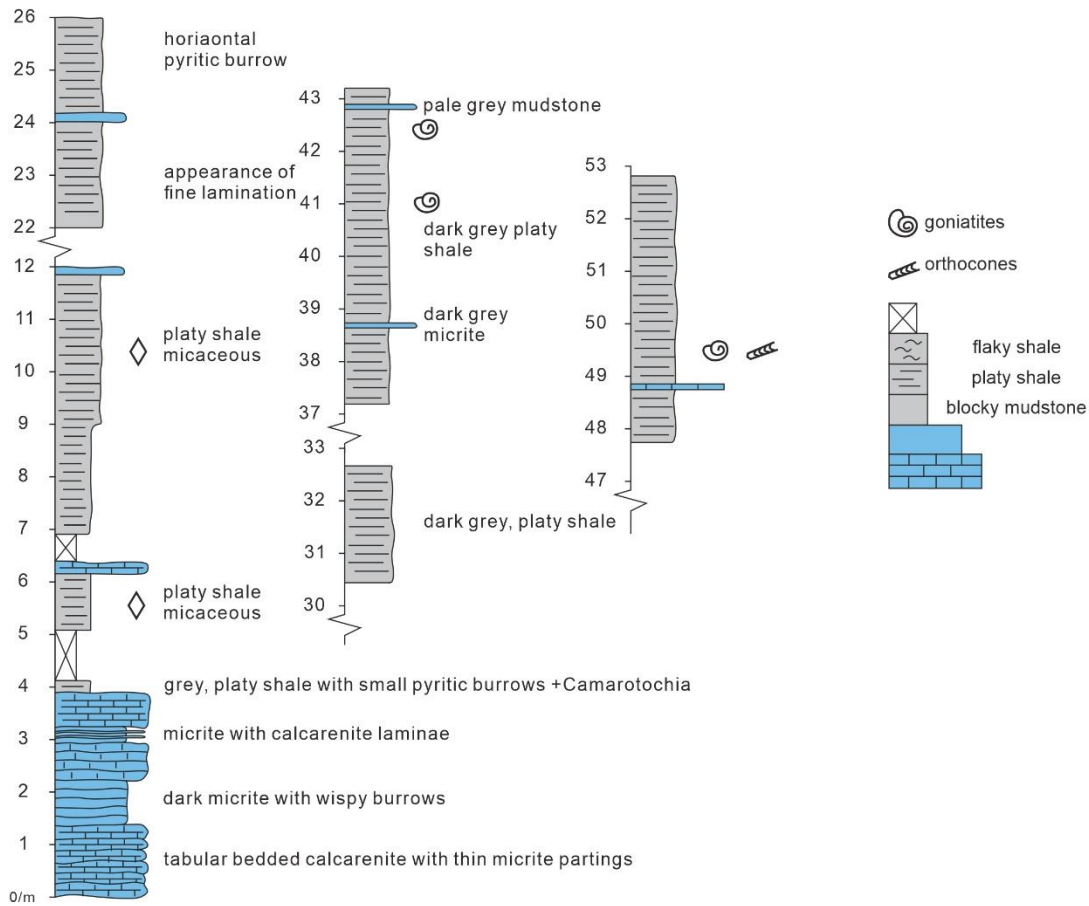 26
25
24
23
22
12
11
10
9
8
7
6
5
4
3
2
1
0/m
horiaontal
pyritic burrow
appearance of
fine lamination
platy shale
micaceous
platy shale
micaceous
grey, platy shale with small pyritic burrows +Camarotochia
micrite with calcarenite laminae
dark micrite with wispy burrows
tabular bedded calcarenite with thin micrite partings
43
42
41
40
39
38
37
33
32
31
30
pale grey mudstone
dark grey platy
shale
dark grey
micrite
dark grey, platy shale
53
52
51
50
49
48
47
goniatites
orthocones
flaky shale
platy shale
blocky mudstone